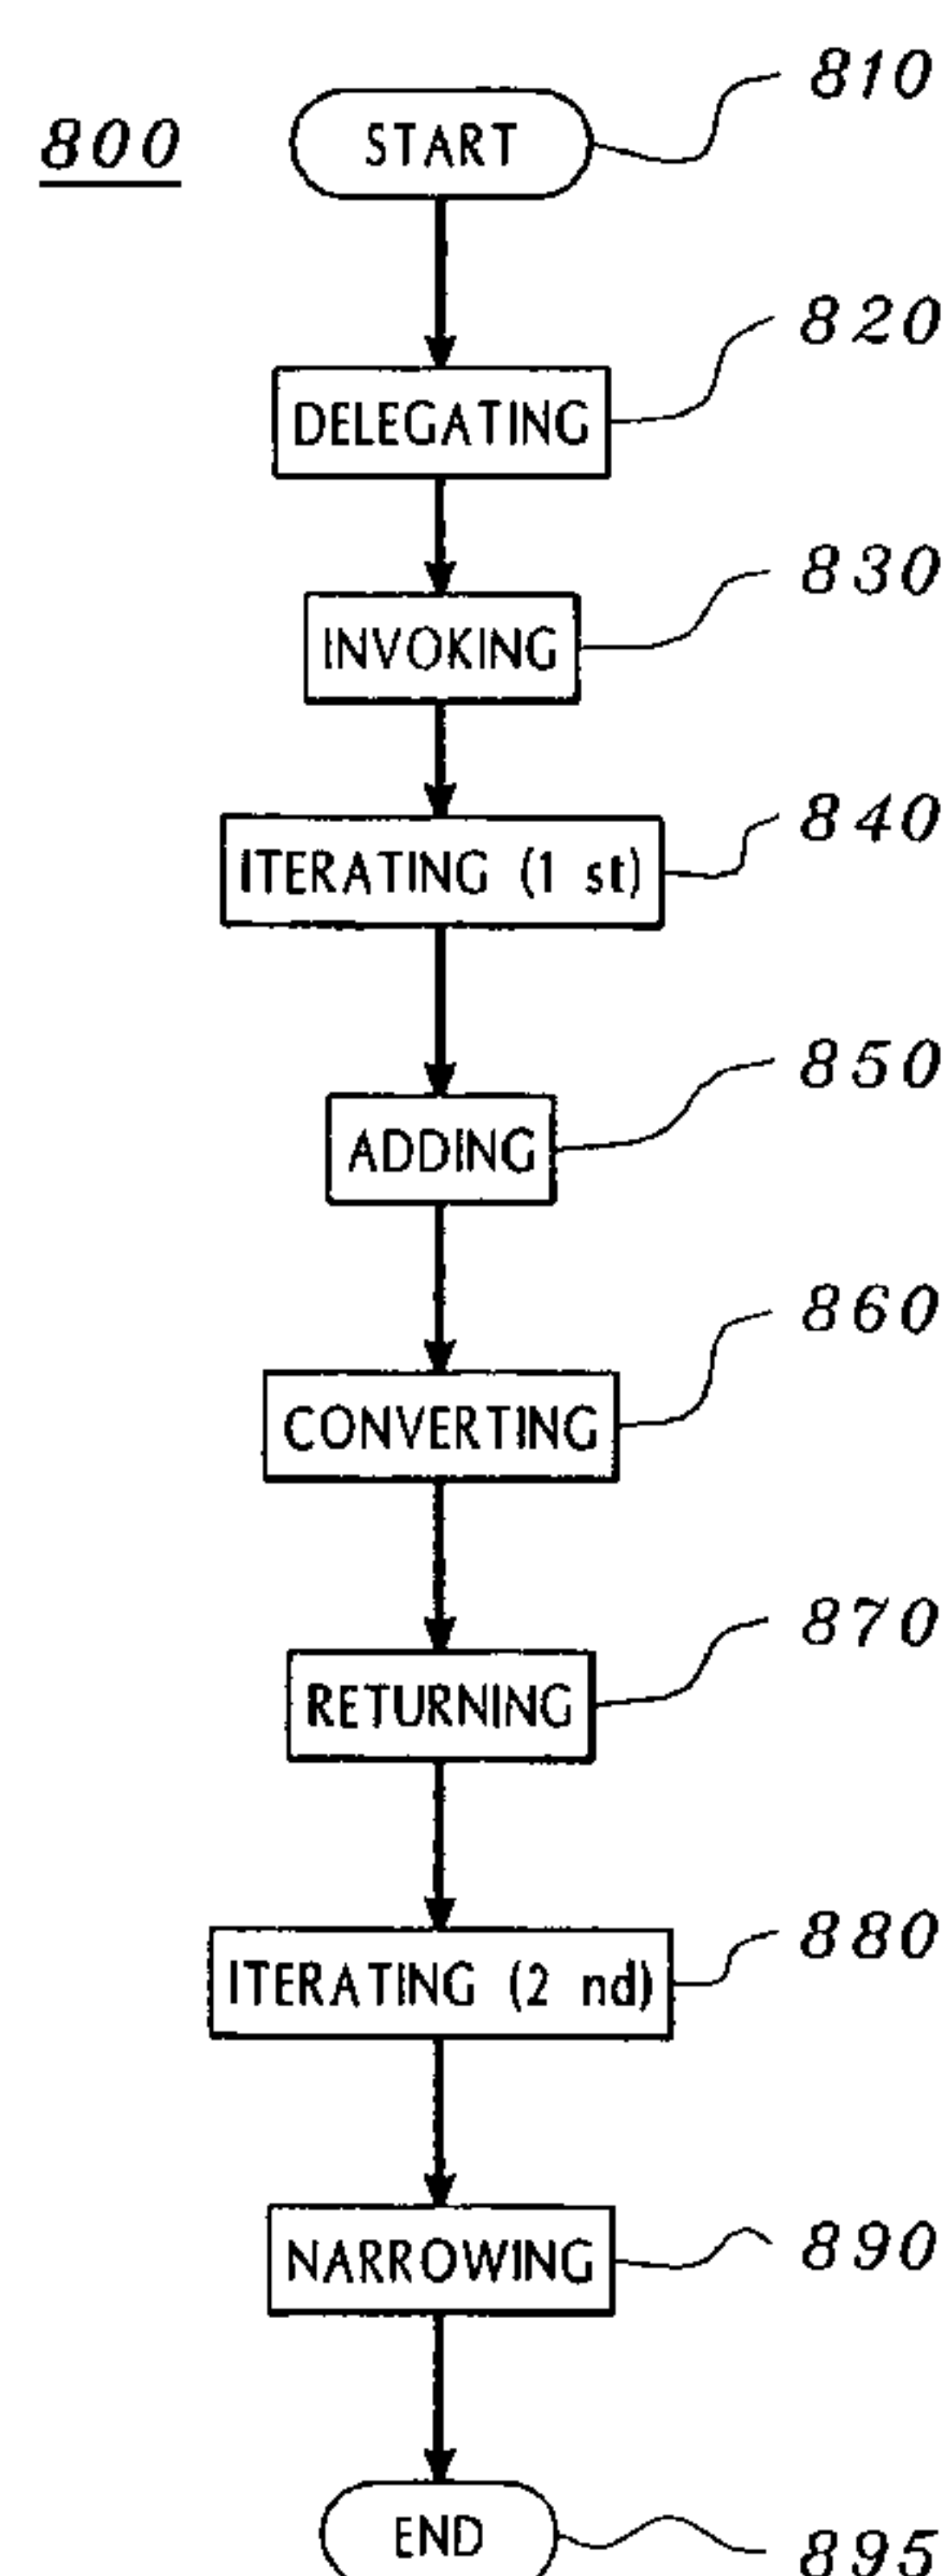 810
800
START
820
DELEGATING
830
INVOKING
840
ITERATING (1 st)
850
ADDING
860
CONVERTING
870
RETURNING
880
ITERATING (2 nd)
890
NARROWING
END
895